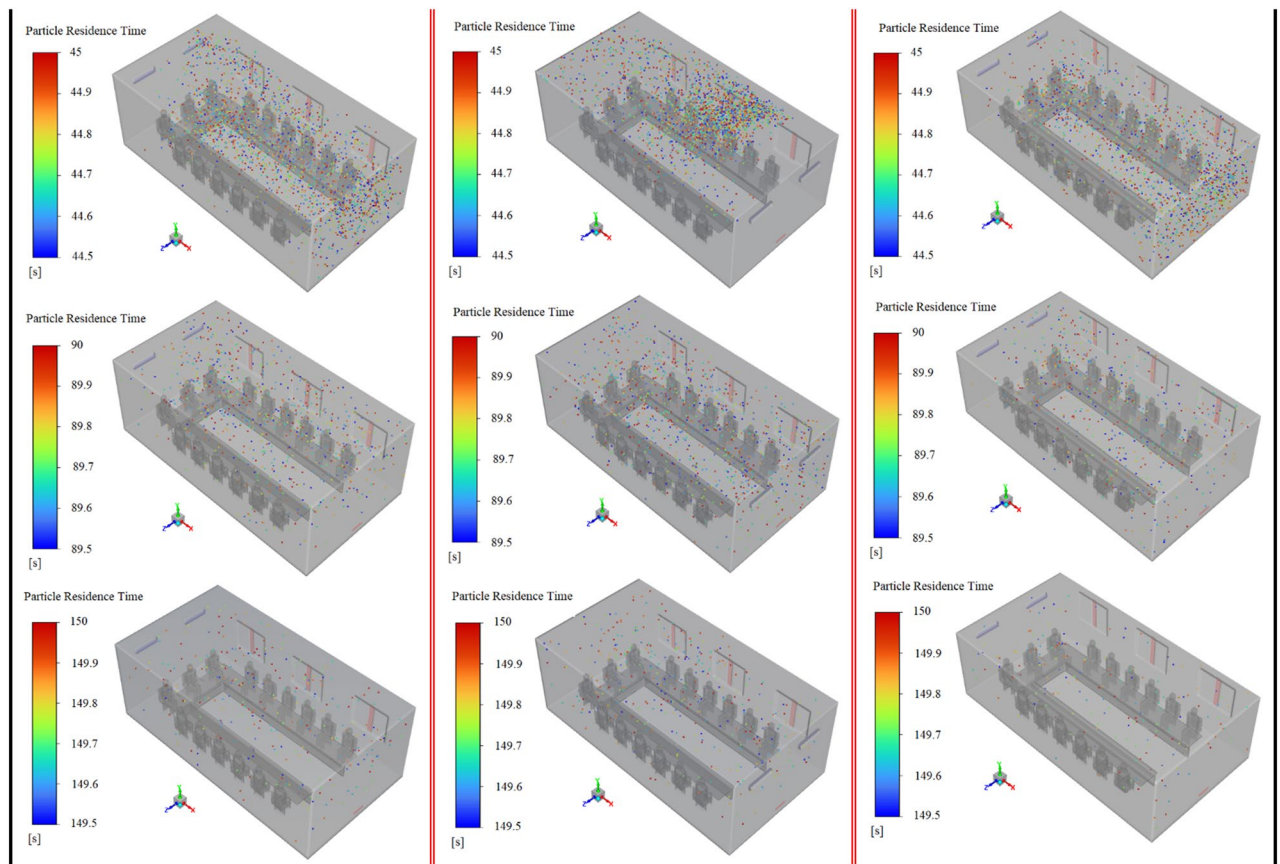 Particle Residence Time
45
44.9
44.8
44.7
44.6
44.5
[s]
Y
Z
X
Particle Residence Time
45
44.9
44.8
44.7
44.6
44.5
[s]
Y
Z
X
Particle Residence Time
45
44.9
44.8
44.7
44.6
44.5
[s]
Y
Z
X
Particle Residence Time
90
89.9
89.8
89.7
89.6
89.5
[s]
Y
Z
X
Particle Residence Time
90
89.9
89.8
89.7
89.6
89.5
[s]
Y
Z
X
Particle Residence Time
90
89.9
89.8
89.7
89.6
89.5
[s]
Y
Z
X
Particle Residence Time
150
149.9
149.8
149.7
149.6
149.5
[s]
Y
Z
X
Particle Residence Time
150
149.9
149.8
149.7
149.6
149.5
[s]
Y
Z
X
Particle Residence Time
150
149.9
149.8
149.7
149.6
149.5
[s]
Y
Z
X